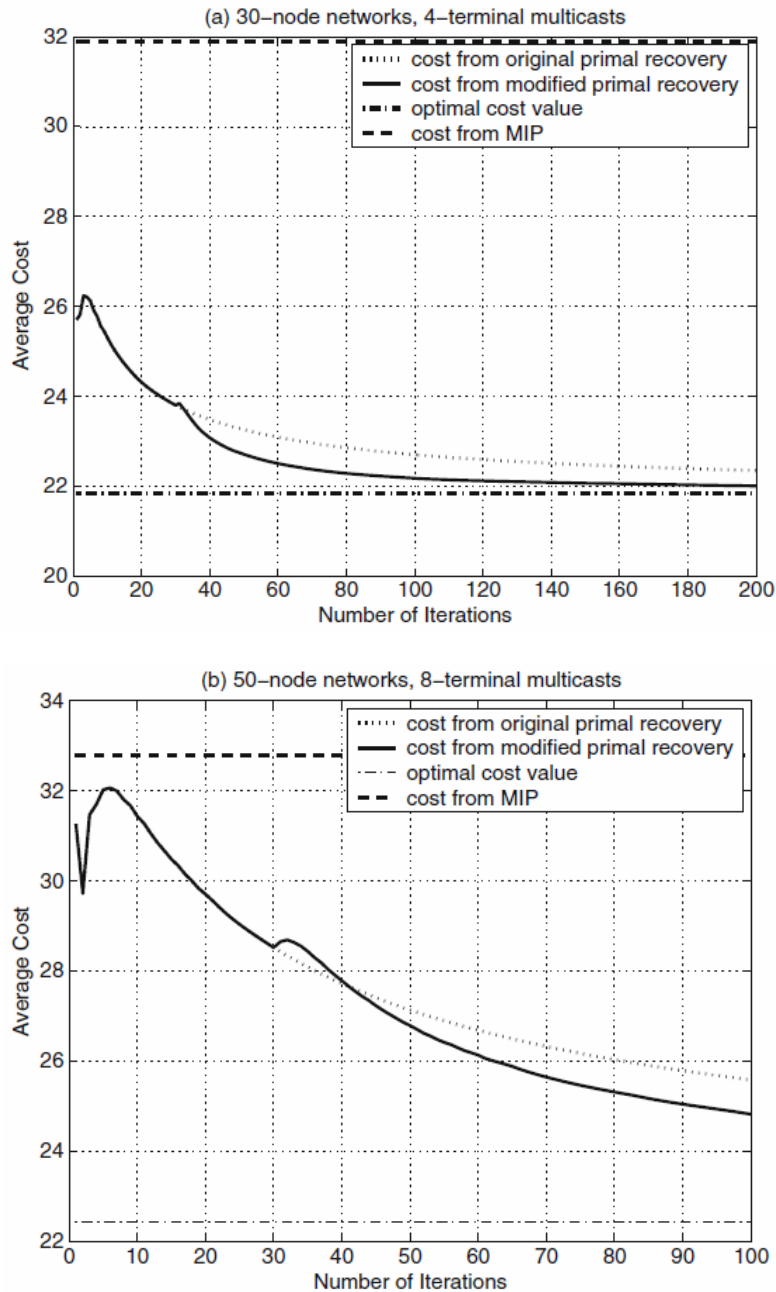 (a) 30−node networks, 4−terminal multicasts
32
30
28
26
24
22
20
Average Cost
cost from original primal recovery
cost from modified primal recovery
optimal cost value
cost from MIP
0 20 40 60 80 100 120 140 160 180 200
Number of Iterations
(b) 50−node networks, 8−terminal multicasts
34
32
30
28
26
24
22
Average Cost
cost from original primal recovery
cost from modified primal recovery
optimal cost value
cost from MIP
0 10 20 30 40 50 60 70 80 90 100
Number of Iterations